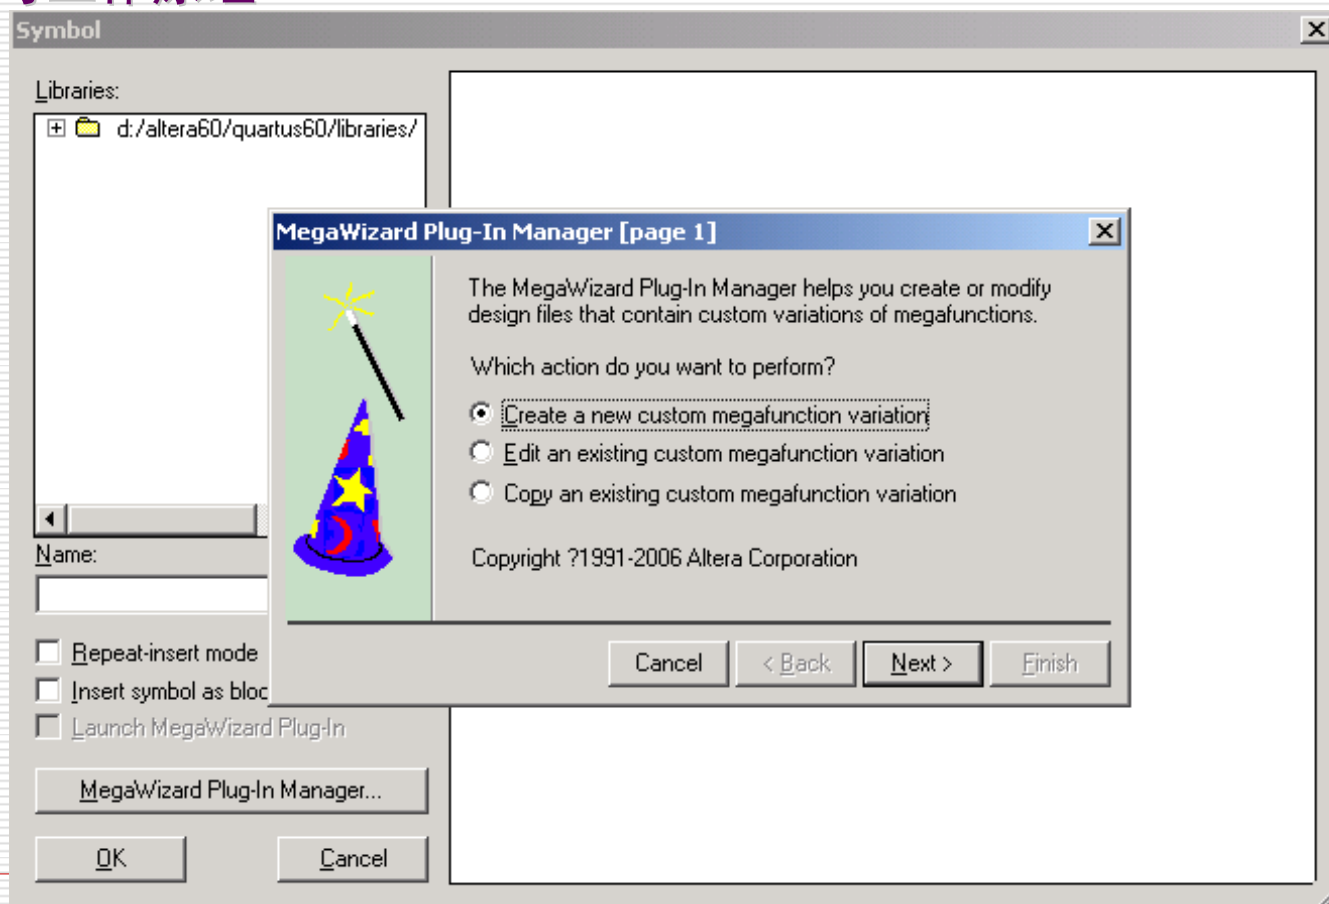 Symbol
Libraries:
d:/altera60/quartus60/libraries/
MegaWizard Plug-In Manager [page 1]
The MegaWizard Plug-In Manager helps you create or modify
design files that contain custom variations of megafunctions.
Which action do you want to perform?
Create a new custom megafunction variation
Edit an existing custom megafunction variation
Copy an existing custom megafunction variation
Copyright ?1991-2006 Altera Corporation
Cancel
< Back
Next >
Finish
Name:
Repeat-insert mode
Insert symbol as bloc
Launch MegaWizard Plug-In
MegaWizard Plug-In Manager...
OK
Cancel